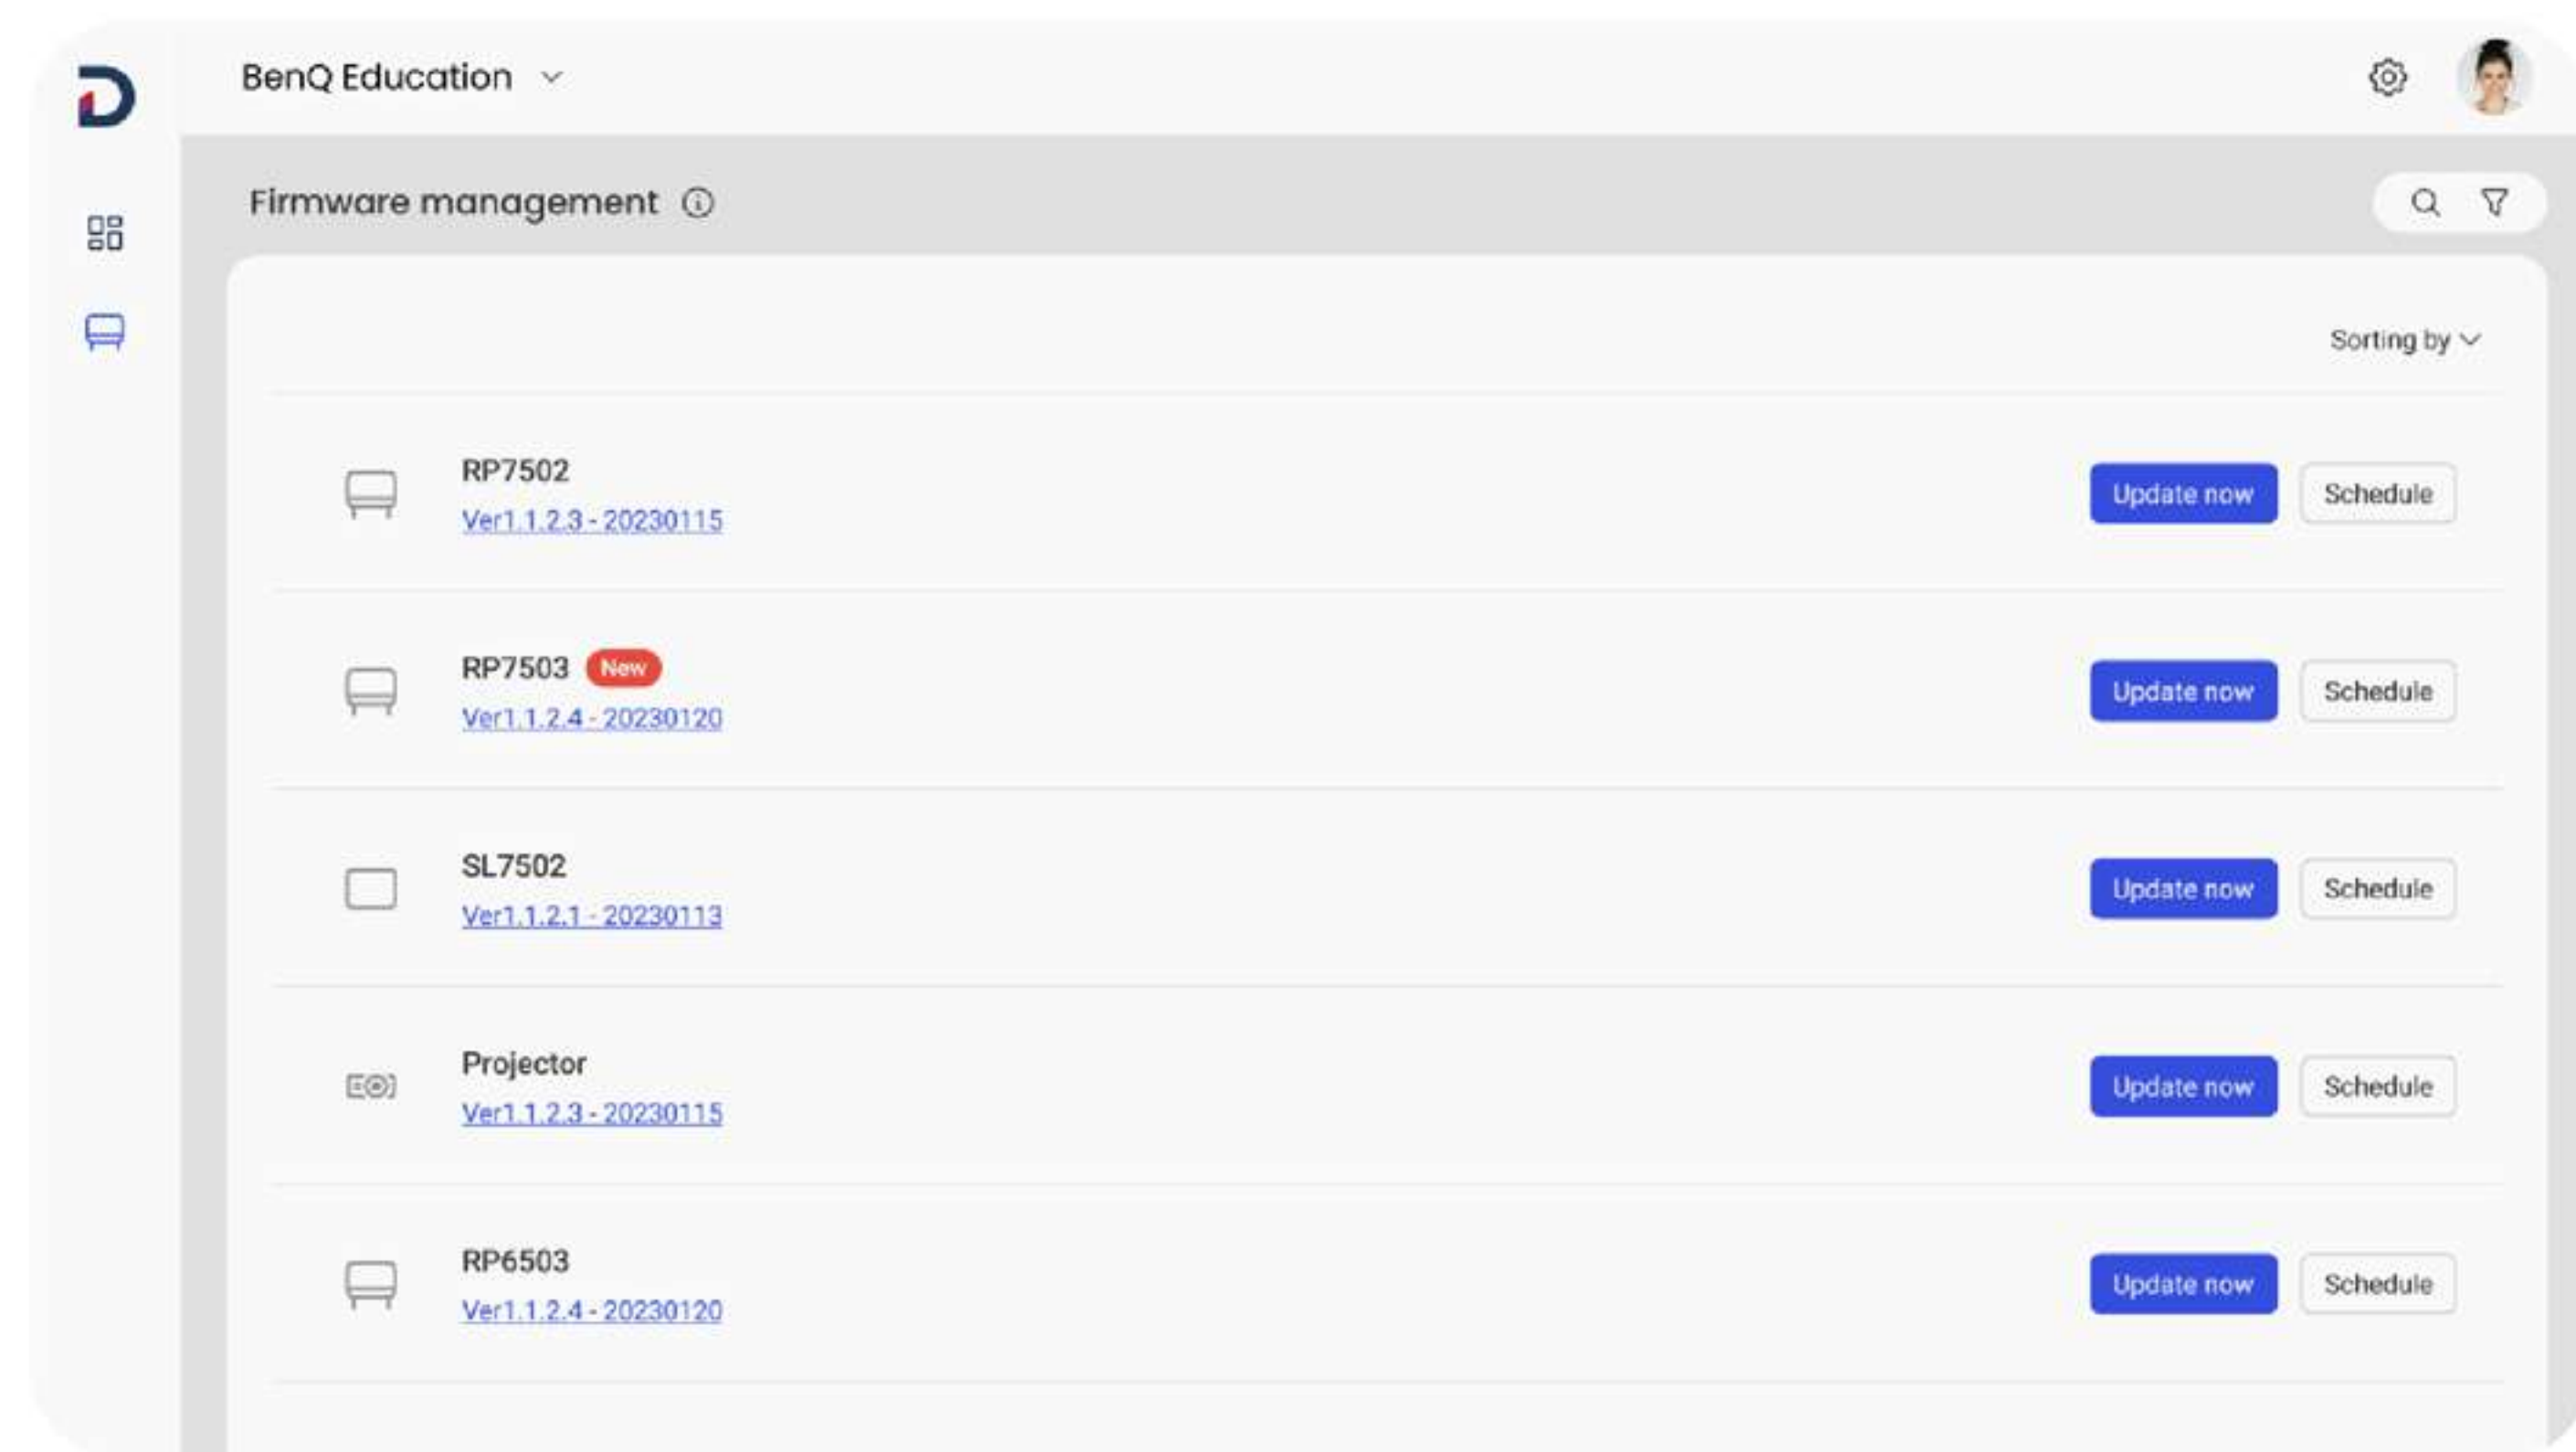 BenQ Education
Firmware management
Sorting by
RP7502
Ver1.1.2.3 - 20230115
Update now
Schedule
RP7503
New
Ver1.1.2.4 - 20230120
Update now
Schedule
SL7502
Ver1.1.2.1 - 20230113
Update now
Schedule
Projector
Ver1.1.2.3 - 20230115
Update now
Schedule
RP6503
Ver1.1.2.4 - 20230120
Update now
Schedule